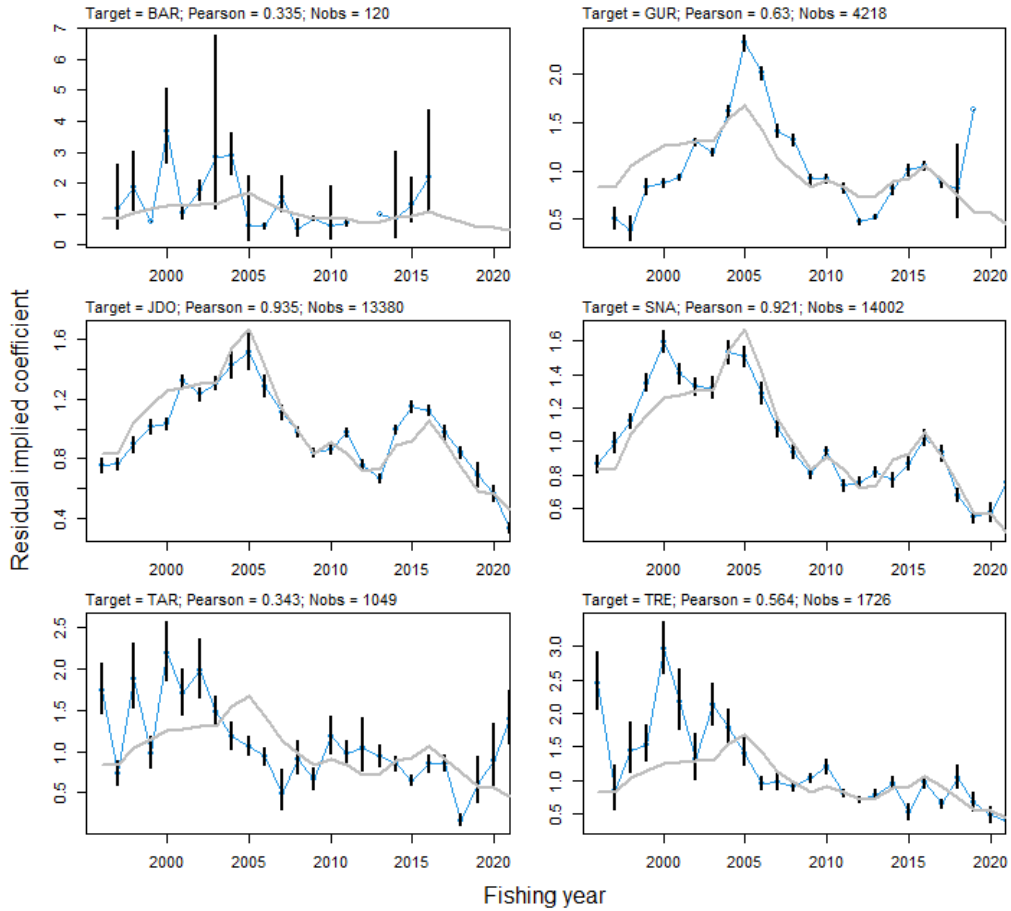 Target = BAR; Pearson = 0.335; Nobs = 120
7
6
5
4
3
2
1
0
2000 2005 2010 2015 2020
Target = GUR; Pearson = 0.63; Nobs = 4218
2.0
1.5
1.0
0.5
2000 2005 2010 2015 2020
Target = JDO; Pearson = 0.935; Nobs = 13380
1.6
1.2
0.8
0.4
2000 2005 2010 2015 2020
Target = SNA; Pearson = 0.921; Nobs = 14002
1.6
1.4
1.2
1.0
0.8
0.6
2000 2005 2010 2015 2020
Target = TAR; Pearson = 0.343; Nobs = 1049
2.5
2.0
1.5
1.0
0.5
2000 2005 2010 2015 2020
Target = TRE; Pearson = 0.564; Nobs = 1726
3.0
2.5
2.0
1.5
1.0
0.5
2000 2005 2010 2015 2020
Residual implied coefficient
Fishing year